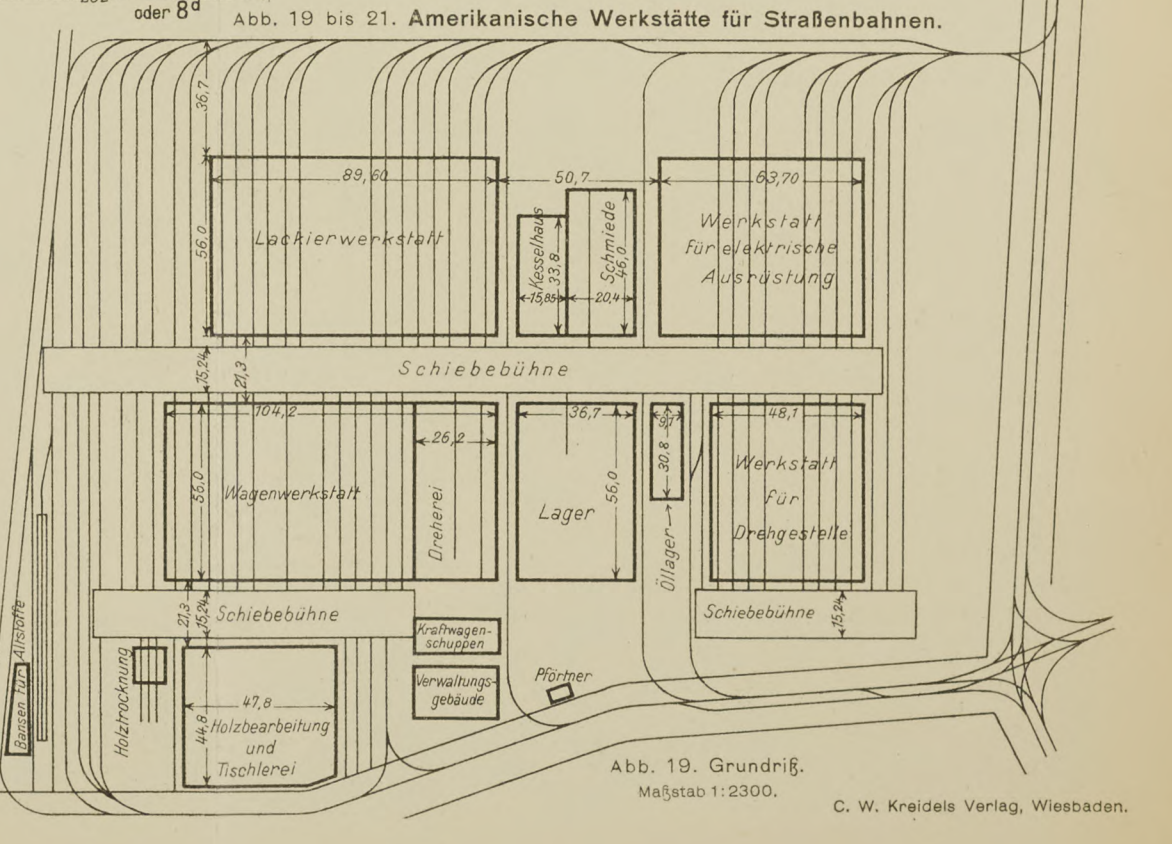 oder 8ᵈ
Abb. 19 bis 21. Amerikanische Werkstätte für Straßenbahnen.
36,7
89,60
50,7
63,70
56,0
Lackierwerkstatt
Kesselhaus
33,8
15,85
Schmiede
46,0
20,4
Werkstatt
für elektrische
Ausrüstung
15,24
21,3
Schiebebühne
104,2
26,2
36,7
9,1
48,1
56,0
Wagenwerkstatt
Dreherei
Lager
56,0
30,8
Öllager
Werkstatt
für
Drehgestelle
21,3
15,24
Schiebebühne
Schiebebühne
15,24
Kraftwagen-
schuppen
Verwaltungs-
gebäude
Pförtner
Bansen für Altstoffe
Holztrocknung
47,8
44,8
Holzbearbeitung
und
Tischlerei
Abb. 19. Grundriß.
Maßstab 1:2300.
C. W. Kreidels Verlag, Wiesbaden.